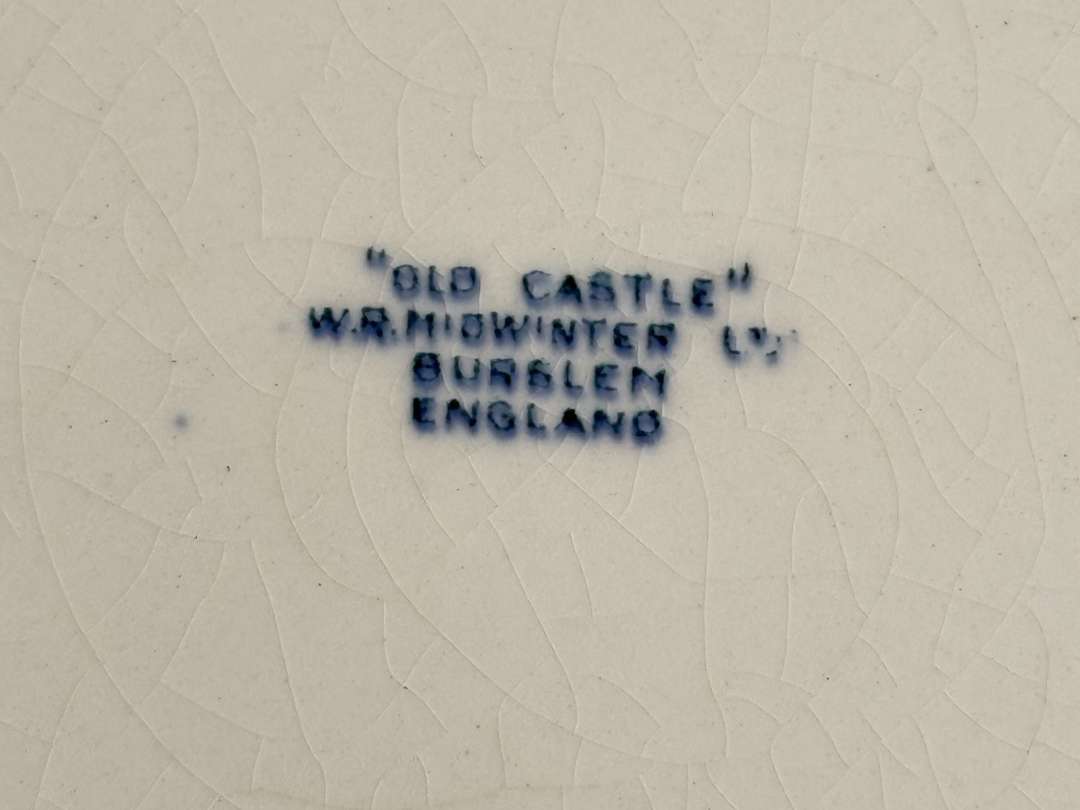 "OLD CASTLE"
W.R.MIDWINTER LTD
BURSLEM
ENGLAND